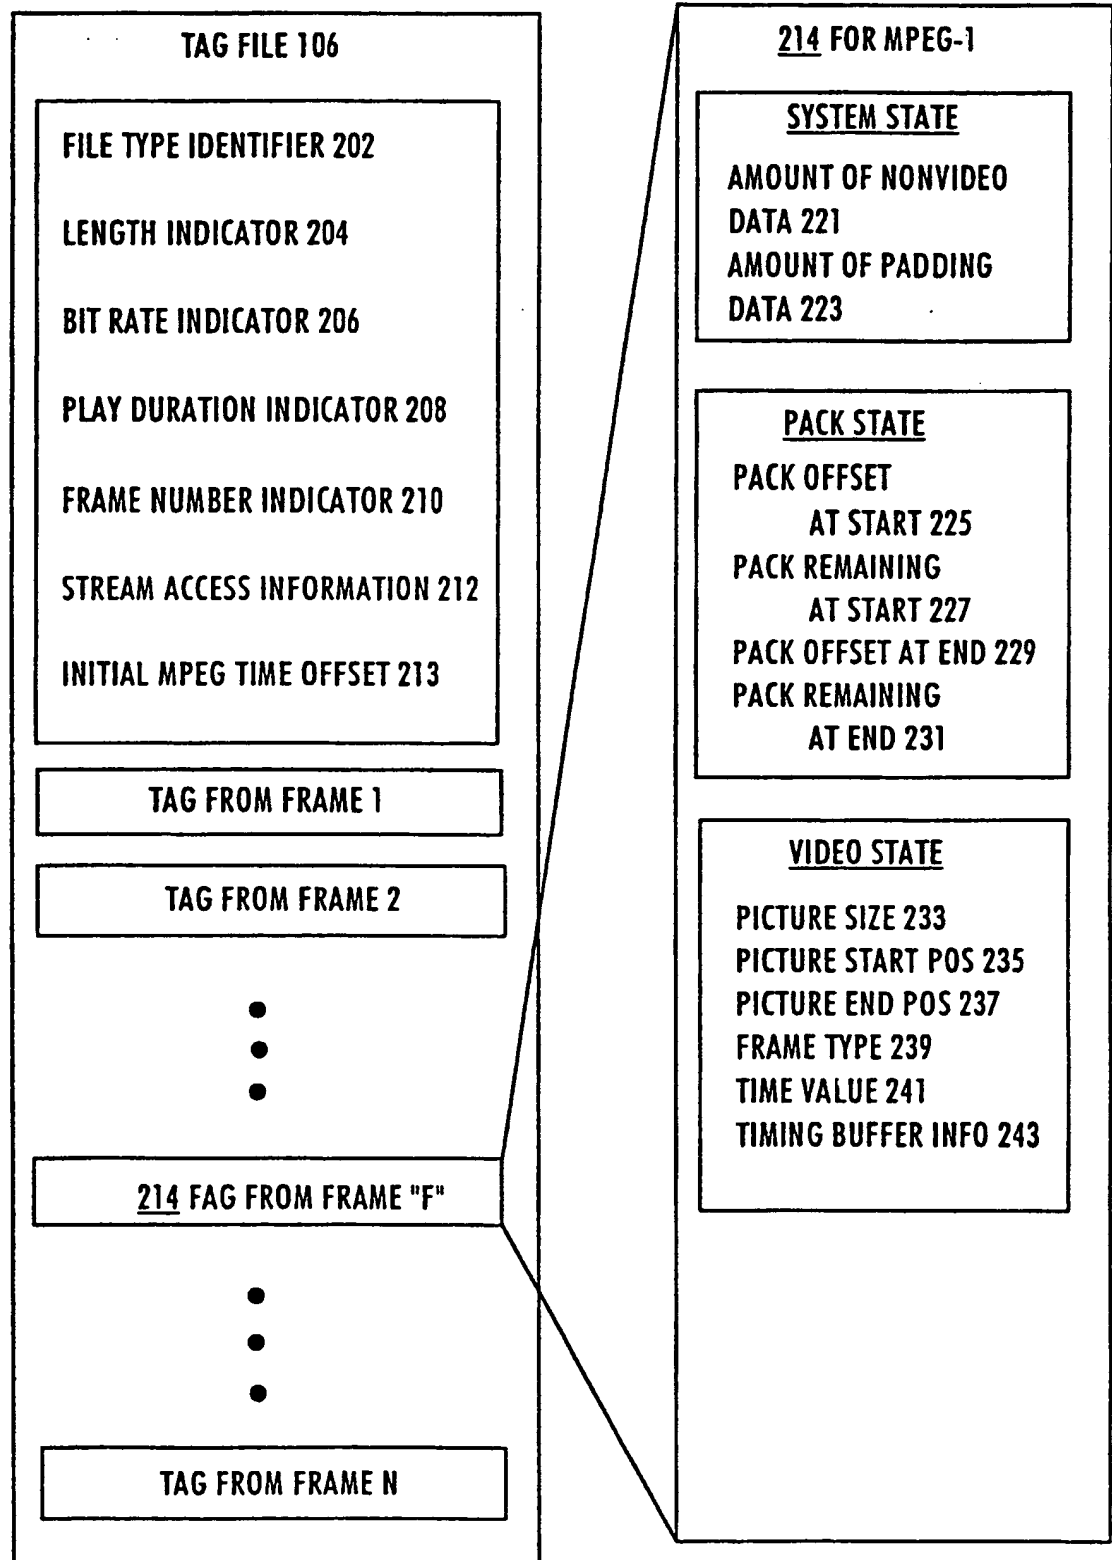 TAG FILE 106
FILE TYPE IDENTIFIER 202
LENGTH INDICATOR 204
BIT RATE INDICATOR 206
PLAY DURATION INDICATOR 208
FRAME NUMBER INDICATOR 210
STREAM ACCESS INFORMATION 212
INITIAL MPEG TIME OFFSET 213
TAG FROM FRAME 1
TAG FROM FRAME 2
214 FAG FROM FRAME "F"
TAG FROM FRAME N
214 FOR MPEG-1
SYSTEM STATE
AMOUNT OF NONVIDEO
DATA 221
AMOUNT OF PADDING
DATA 223
PACK STATE
PACK OFFSET
AT START 225
PACK REMAINING
AT START 227
PACK OFFSET AT END 229
PACK REMAINING
AT END 231
VIDEO STATE
PICTURE SIZE 233
PICTURE START POS 235
PICTURE END POS 237
FRAME TYPE 239
TIME VALUE 241
TIMING BUFFER INFO 243